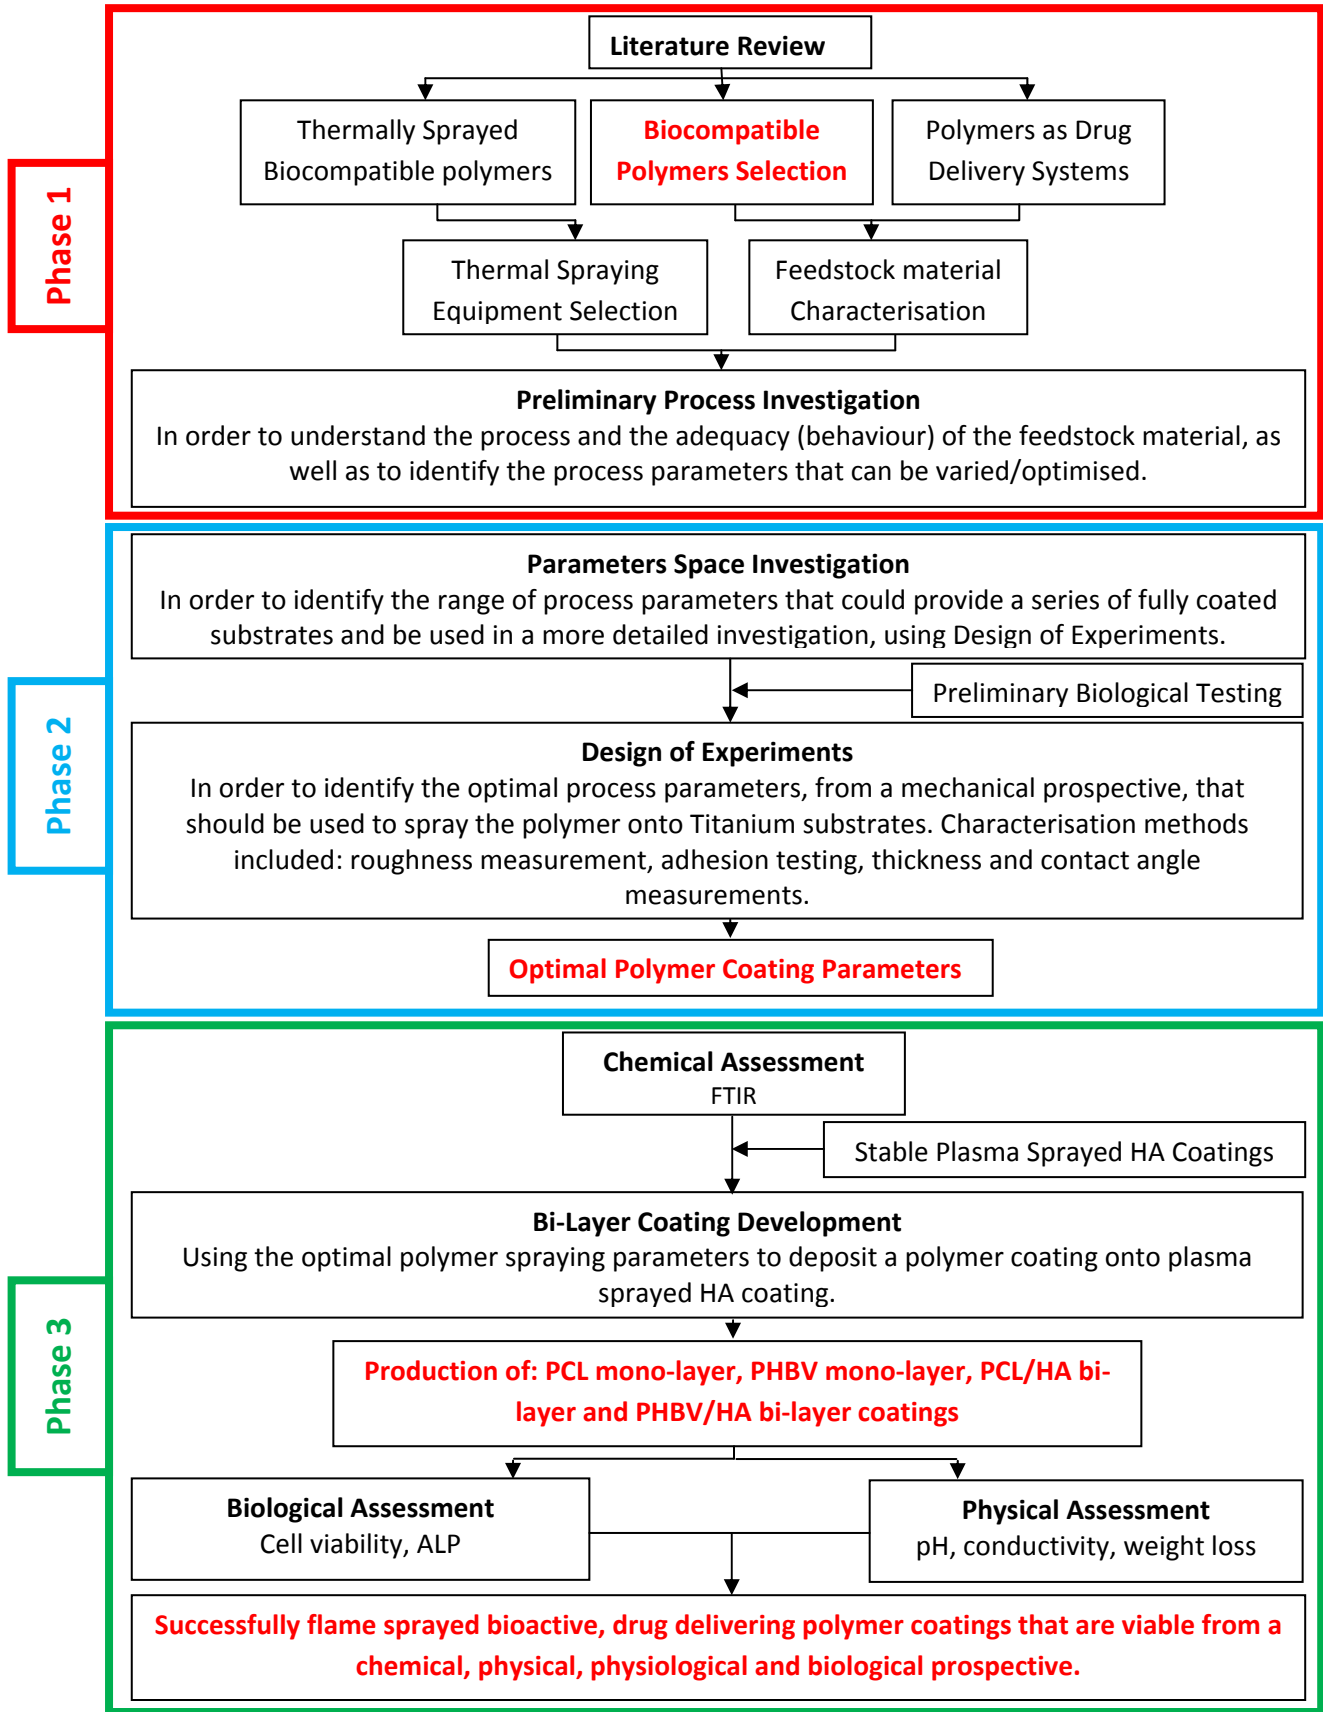 Literature Review
Thermally Sprayed
Biocompatible polymers
Biocompatible
Polymers Selection
Polymers as Drug
Delivery Systems
Phase 1
Thermal Spraying
Equipment Selection
Feedstock material
Characterisation
Preliminary Process Investigation
In order to understand the process and the adequacy (behaviour) of the feedstock material, as
well as to identify the process parameters that can be varied/optimised.
Parameters Space Investigation
In order to identify the range of process parameters that could provide a series of fully coated
substrates and be used in a more detailed investigation, using Design of Experiments.
Preliminary Biological Testing
Phase 2
Design of Experiments
In order to identify the optimal process parameters, from a mechanical prospective, that
should be used to spray the polymer onto Titanium substrates. Characterisation methods
included: roughness measurement, adhesion testing, thickness and contact angle
measurements.
Optimal Polymer Coating Parameters
Chemical Assessment
FTIR
Stable Plasma Sprayed HA Coatings
Bi-Layer Coating Development
Using the optimal polymer spraying parameters to deposit a polymer coating onto plasma
sprayed HA coating.
Phase 3
Production of: PCL mono-layer, PHBV mono-layer, PCL/HA bi-
layer and PHBV/HA bi-layer coatings
Biological Assessment
Cell viability, ALP
Physical Assessment
pH, conductivity, weight loss
Successfully flame sprayed bioactive, drug delivering polymer coatings that are viable from a
chemical, physical, physiological and biological prospective.